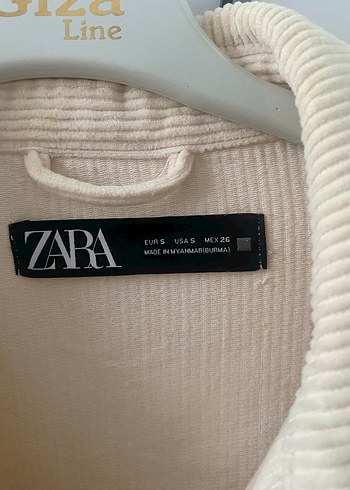 Giza
Line
ZARA
EUR S USA S MEX 26
MADE IN MYANMAR(BURMA)